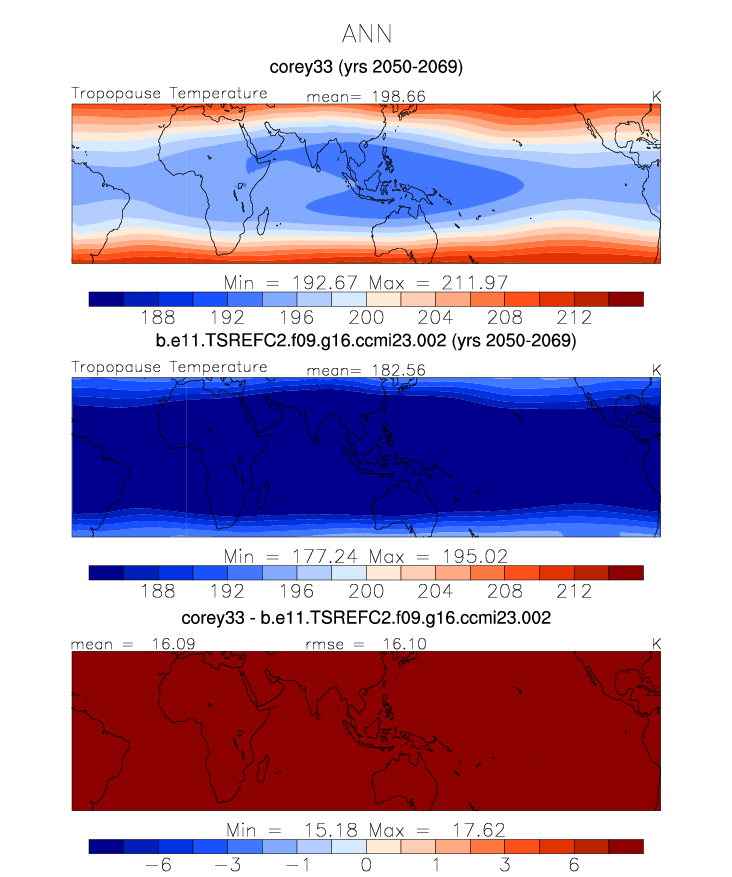 ANN
corey33 (yrs 2050-2069)
Tropopause Temperature mean= 198.66 K
Min = 192.67 Max = 211.97
188 192 196 200 204 208 212
b.e11.TSREFC2.f09.g16.ccmi23.002 (yrs 2050-2069)
Tropopause Temperature mean= 182.56 K
Min = 177.24 Max = 195.02
188 192 196 200 204 208 212
corey33 - b.e11.TSREFC2.f09.g16.ccmi23.002
mean = 16.09 rmse = 16.10 K
Min = 15.18 Max = 17.62
-6 -3 -1 0 1 3 6